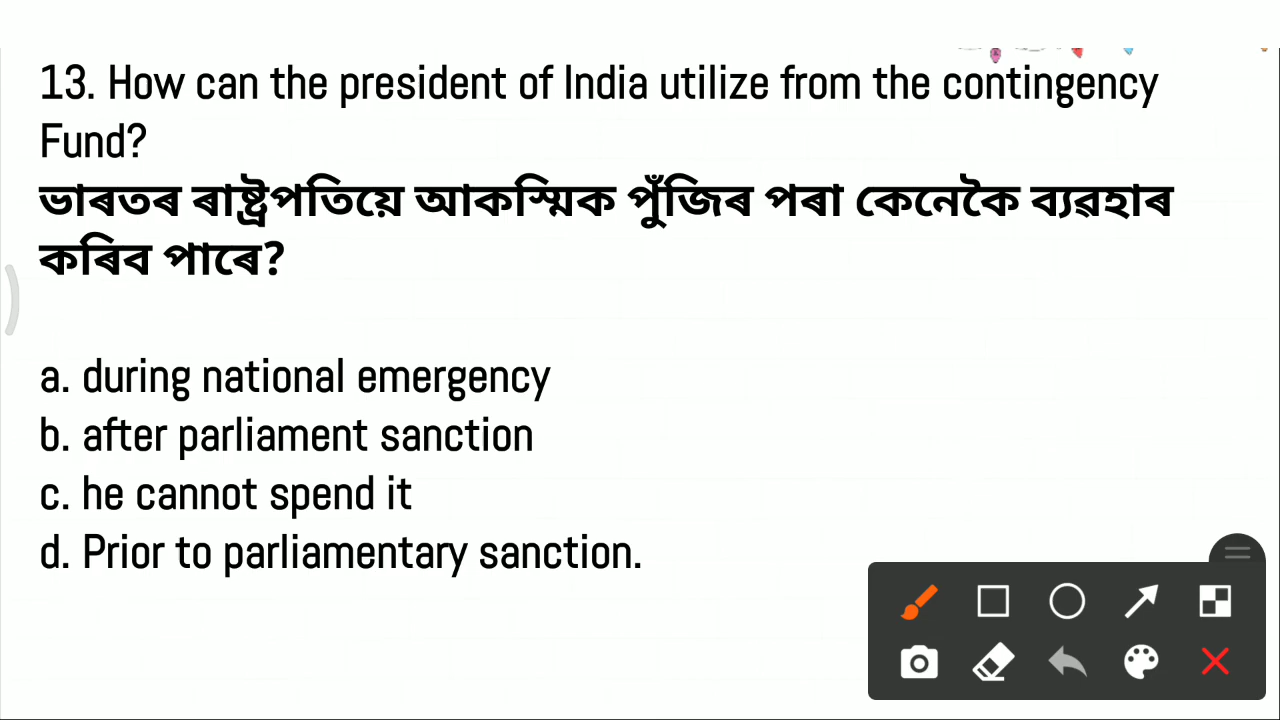 13. How can the president of India utilize from the contingency
Fund?
ভাৰতৰ ৰাষ্ট্ৰপতিয়ে আকস্মিক পুঁজিৰ পৰা কেনেকৈ ব্যৱহাৰ
কৰিব পাৰে?
a. during national emergency
b. after parliament sanction
c. he cannot spend it
d. Prior to parliamentary sanction.